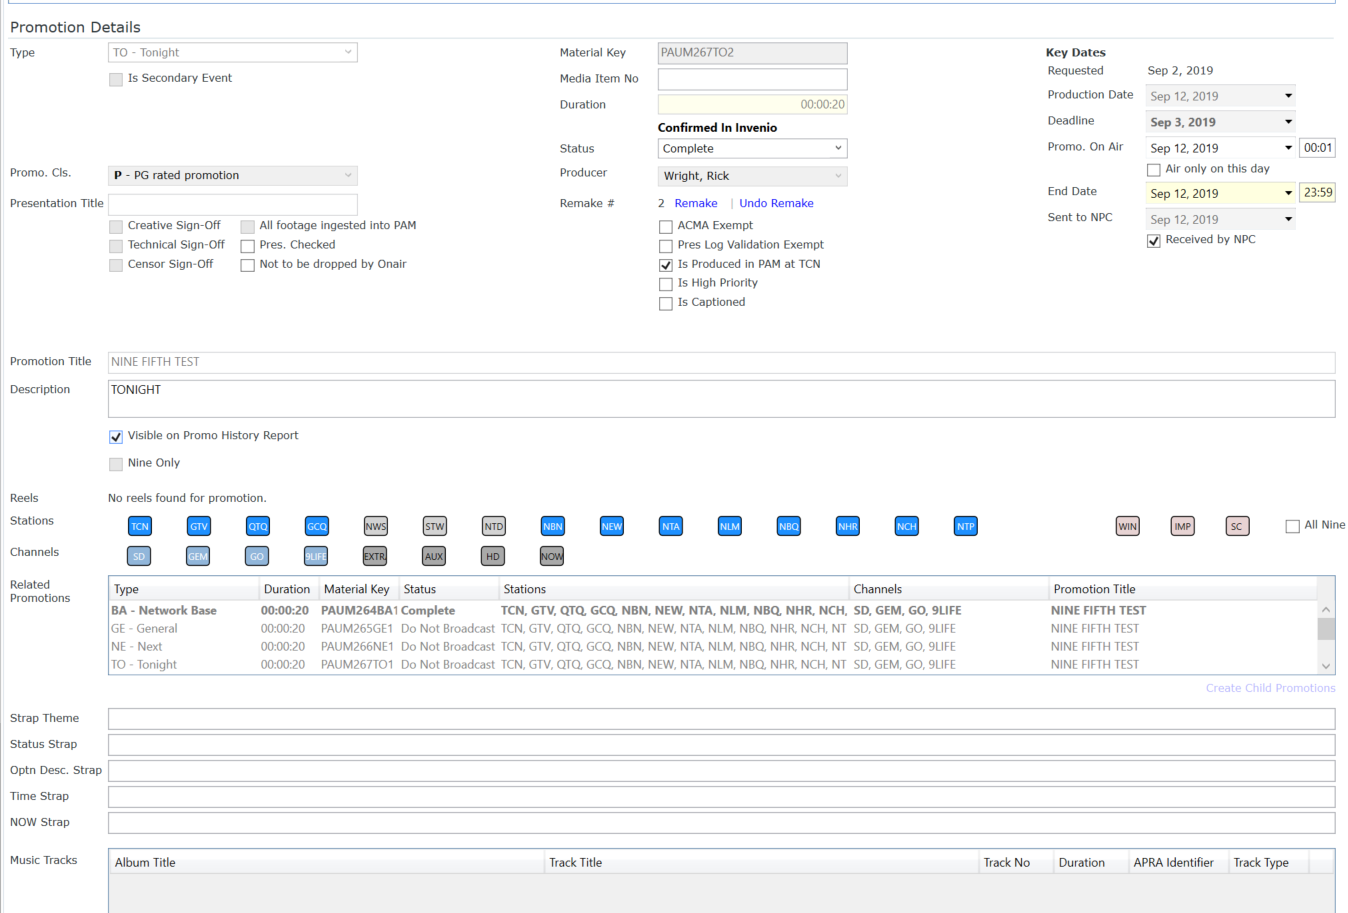 Promotion Details
Type TO - Tonight
Is Secondary Event
Material Key PAUM267TO2
Media Item No
Duration 00:00:20
Confirmed In Invenio
Status Complete
Key Dates
Requested Sep 2, 2019
Production Date Sep 12, 2019
Deadline Sep 3, 2019
Promo. On Air Sep 12, 2019 00:01
Air only on this day
Promo. Cls. P - PG rated promotion
Producer Wright, Rick
End Date Sep 12, 2019 23:59
Presentation Title
Remake # 2 Remake | Undo Remake
Sent to NPC Sep 12, 2019
Received by NPC
Creative Sign-Off All footage ingested into PAM
Technical Sign-Off Pres. Checked
Censor Sign-Off Not to be dropped by Onair
ACMA Exempt
Pres Log Validation Exempt
Is Produced in PAM at TCN
Is High Priority
Is Captioned
Promotion Title NINE FIFTH TEST
Description TONIGHT
Visible on Promo History Report
Nine Only
Reels No reels found for promotion.
Stations TCN GTV QTQ GCQ NWS STW NTD NBN NEW NTA NLM NBQ NHR NCH NTP WIN IMP SC All Nine
Channels SD GEM GO 9LIFE EXTR AUX HD NOW
Related Promotions
Type Duration Material Key Status Stations Channels Promotion Title
BA - Network Base 00:00:20 PAUM264BA1 Complete TCN, GTV, QTQ, GCQ, NBN, NEW, NTA, NLM, NBQ, NHR, NCH, SD, GEM, GO, 9LIFE NINE FIFTH TEST
GE - General 00:00:20 PAUM265GE1 Do Not Broadcast TCN, GTV, QTQ, GCQ, NBN, NEW, NTA, NLM, NBQ, NHR, NCH, NT SD, GEM, GO, 9LIFE NINE FIFTH TEST
NE - Next 00:00:20 PAUM266NE1 Do Not Broadcast TCN, GTV, QTQ, GCQ, NBN, NEW, NTA, NLM, NBQ, NHR, NCH, NT SD, GEM, GO, 9LIFE NINE FIFTH TEST
TO - Tonight 00:00:20 PAUM267TO1 Do Not Broadcast TCN, GTV, QTQ, GCQ, NBN, NEW, NTA, NLM, NBQ, NHR, NCH, NT SD, GEM, GO, 9LIFE NINE FIFTH TEST
Create Child Promotions
Strap Theme
Status Strap
Optn Desc. Strap
Time Strap
NOW Strap
Music Tracks
Album Title Track Title Track No Duration APRA Identifier Track Type